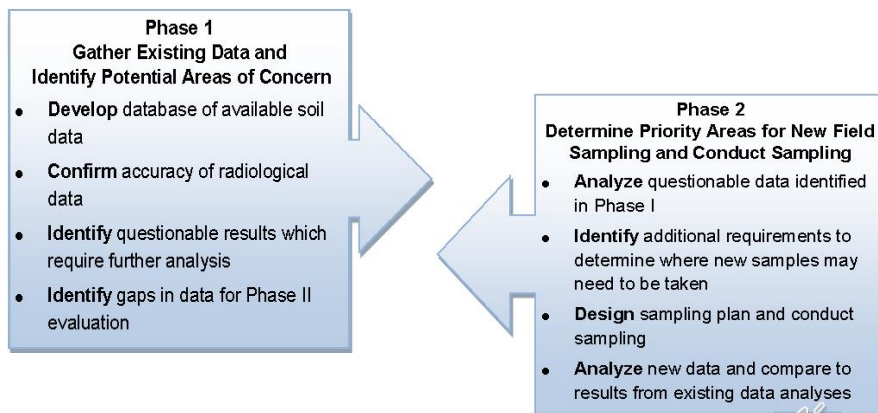 Phase 1
Gather Existing Data and
Identify Potential Areas of Concern
• Develop database of available soil
data
• Confirm accuracy of radiological
data
• Identify questionable results which
require further analysis
• Identify gaps in data for Phase II
evaluation
Phase 2
Determine Priority Areas for New Field
Sampling and Conduct Sampling
• Analyze questionable data identified
in Phase I
• Identify additional requirements to
determine where new samples may
need to be taken
• Design sampling plan and conduct
sampling
• Analyze new data and compare to
results from existing data analyses